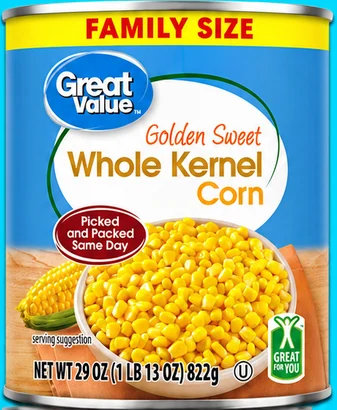 FAMILY SIZE
Great
Value™
Golden Sweet
Whole Kernel
Corn
Picked
and Packed
Same Day
serving suggestion
NET WT 29 OZ (1 LB 13 OZ) 822g
U
GREAT
FOR YOU